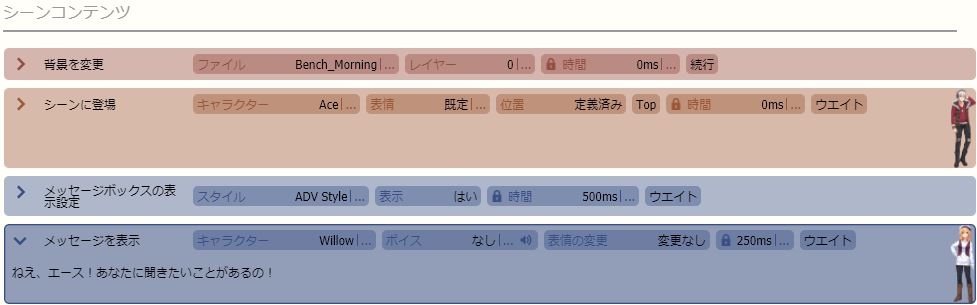 シーンコンテンツ
背景を変更 ファイル Bench_Morning|... レイヤー 0|... 時間 0ms|... 続行
シーンに登場 キャラクター Ace|... 表情 既定|... 位置 定義済み Top 時間 0ms|... ウエイト
メッセージボックスの表
示設定 スタイル ADV Style|... 表示 はい 時間 500ms|... ウエイト
メッセージを表示 キャラクター Willow|... ボイス なし|... 表情の変更 変更なし 250ms|... ウエイト
ねえ、エース！あなたに聞きたいことがあるの！